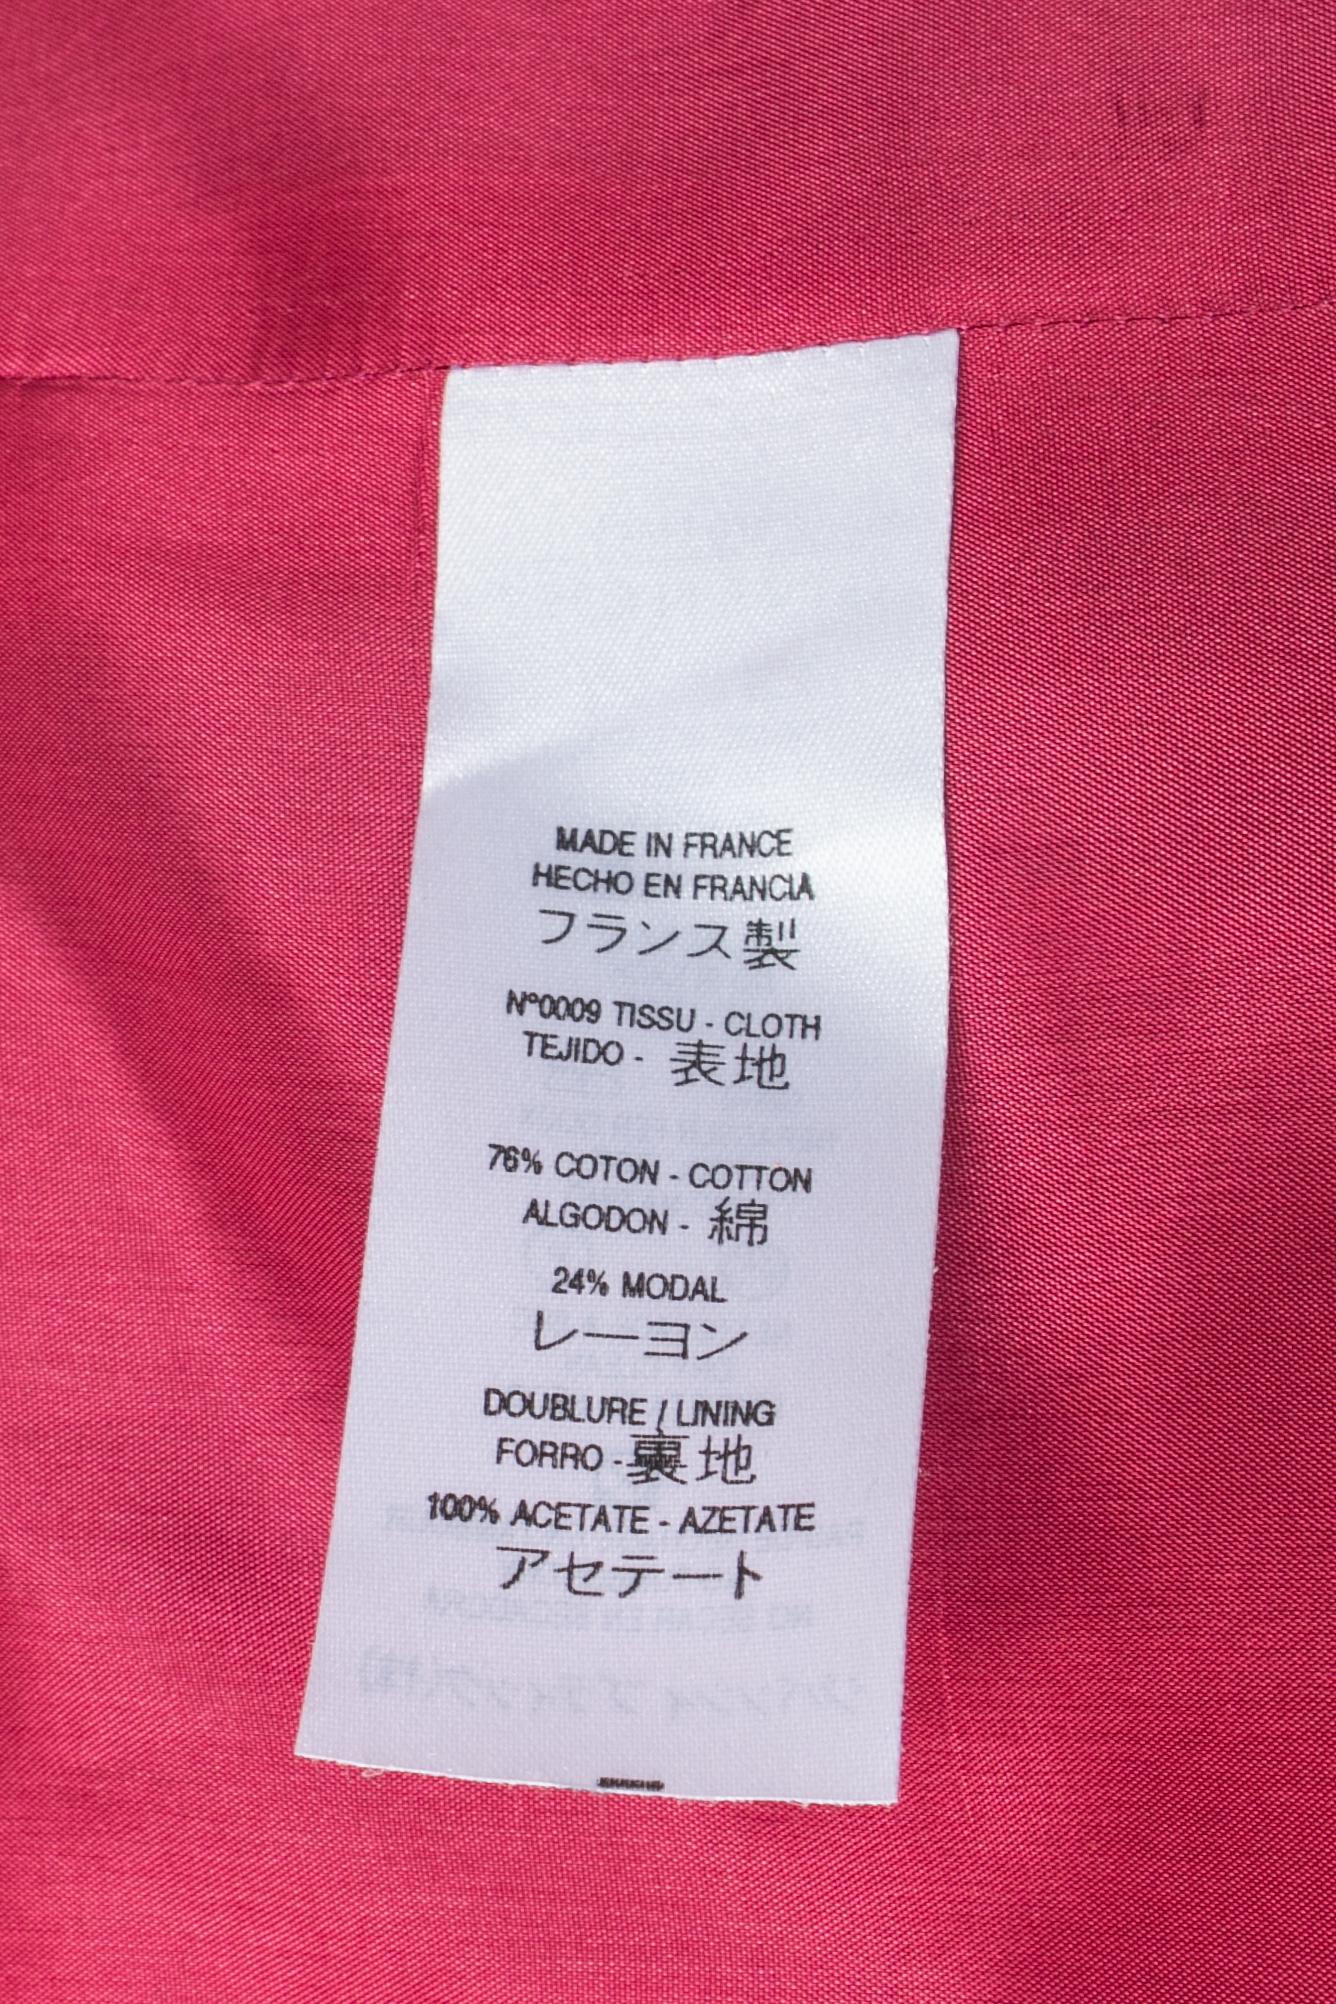 MADE IN FRANCE
HECHO EN FRANCIA
フランス製
Nº0009 TISSU - CLOTH
TEJIDO - 表地
76% COTON - COTTON
ALGODON - 綿
24% MODAL
レーヨン
DOUBLURE / LINING
FORRO - 裏地
100% ACETATE - AZETATE
アセテート